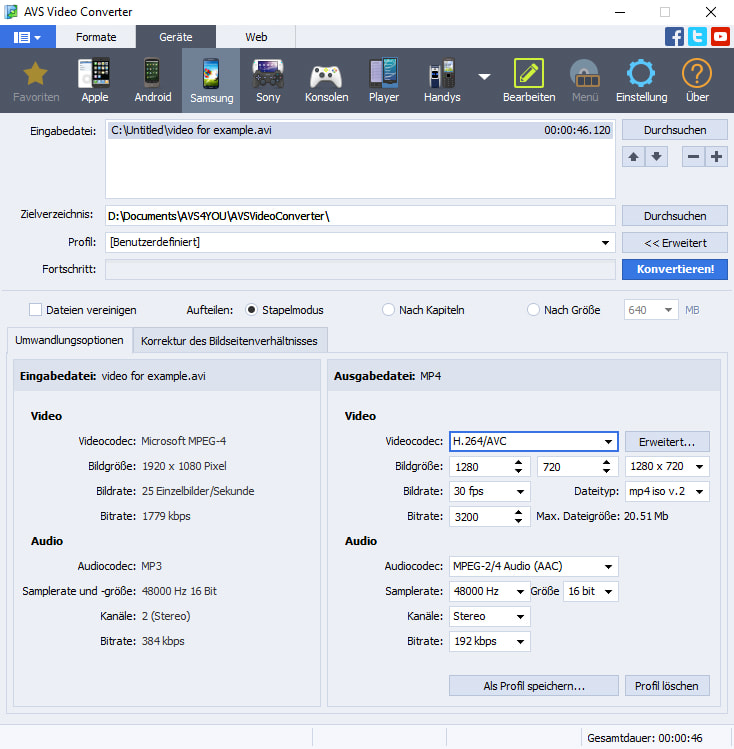 AVS Video Converter
Formate Geräte Web
Favoriten Apple Android Samsung Sony Konsolen Player Handys Bearbeiten Menü Einstellung Über
Eingabedatei: C:\Untitled\video for example.avi 00:00:46.120 Durchsuchen
Zielverzeichnis: D:\Documents\AVS4YOU\AVSVideoConverter\ Durchsuchen
Profil: [Benutzerdefiniert] << Erweitert
Fortschritt: Konvertieren!
Dateien vereinigen Aufteilen: Stapelmodus Nach Kapiteln Nach Größe 640 MB
Umwandlungsoptionen Korrektur des Bildseitenverhältnisses
Eingabedatei: video for example.avi
Video
Videocodec: Microsoft MPEG-4
Bildgröße: 1920 x 1080 Pixel
Bildrate: 25 Einzelbilder/Sekunde
Bitrate: 1779 kbps
Audio
Audiocodec: MP3
Samplerate und -größe: 48000 Hz 16 Bit
Kanäle: 2 (Stereo)
Bitrate: 384 kbps
Ausgabedatei: MP4
Video
Videocodec: H.264/AVC Erweitert...
Bildgröße: 1280 720 1280 x 720
Bildrate: 30 fps Dateityp: mp4 iso v.2
Bitrate: 3200 Max. Dateigröße: 20.51 Mb
Audio
Audiocodec: MPEG-2/4 Audio (AAC)
Samplerate: 48000 Hz Größe 16 bit
Kanäle: Stereo
Bitrate: 192 kbps
Als Profil speichern... Profil löschen
Gesamtdauer: 00:00:46